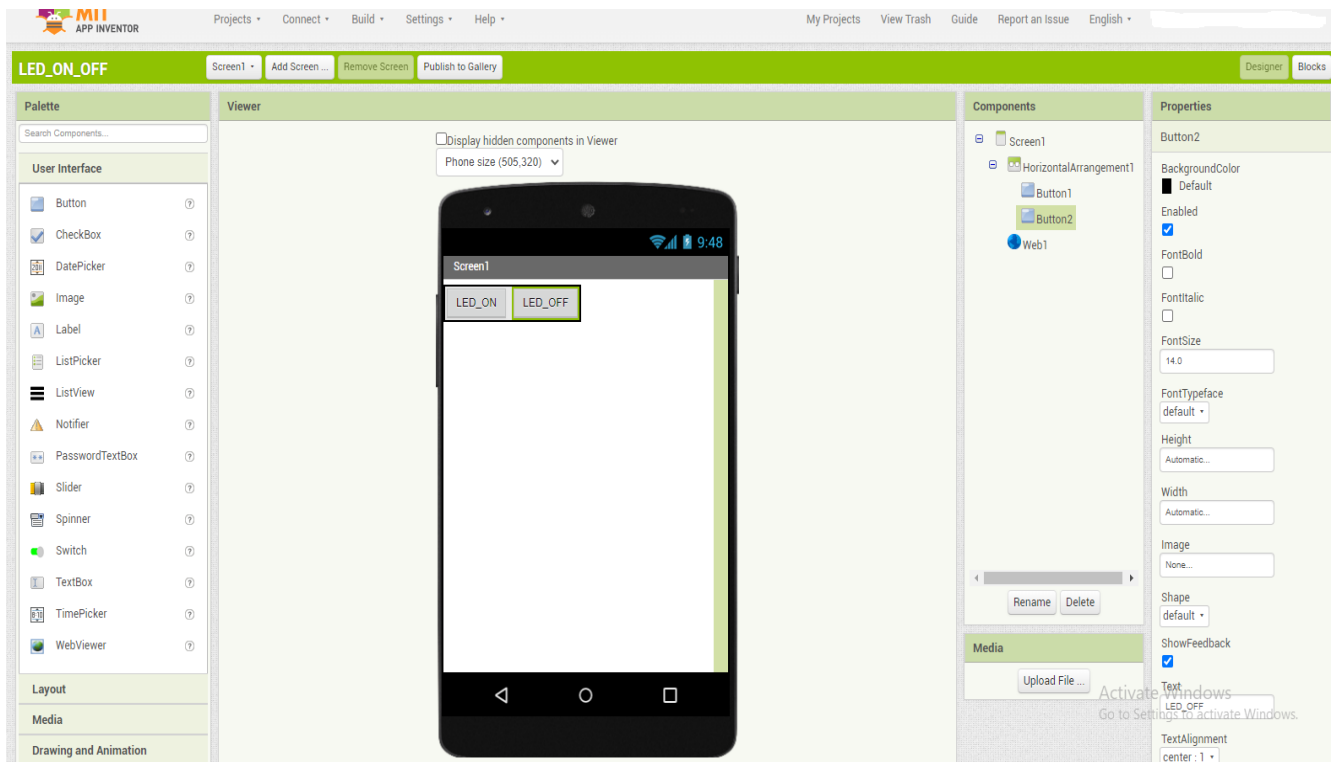 MIT
APP INVENTOR
Projects Connect Build Settings Help My Projects View Trash Guide Report an Issue English
LED_ON_OFF Screen1 Add Screen ... Remove Screen Publish to Gallery Designer Blocks
Palette
Search Components...
User Interface
Button
CheckBox
DatePicker
Image
Label
ListPicker
ListView
Notifier
PasswordTextBox
Slider
Spinner
Switch
TextBox
TimePicker
WebViewer
Layout
Media
Drawing and Animation
Viewer
Display hidden components in Viewer
Phone size (505,320)
9:48
Screen1
LED_ON LED_OFF
Components
Screen1
HorizontalArrangement1
Button1
Button2
Web1
Rename Delete
Media
Upload File ...
Properties
Button2
BackgroundColor
Default
Enabled
FontBold
FontItalic
FontSize
14.0
FontTypeface
default
Height
Automatic...
Width
Automatic...
Image
None...
Shape
default
ShowFeedback
Text
LED_OFF
TextAlignment
center : 1
Activate Windows
Go to Settings to activate Windows.